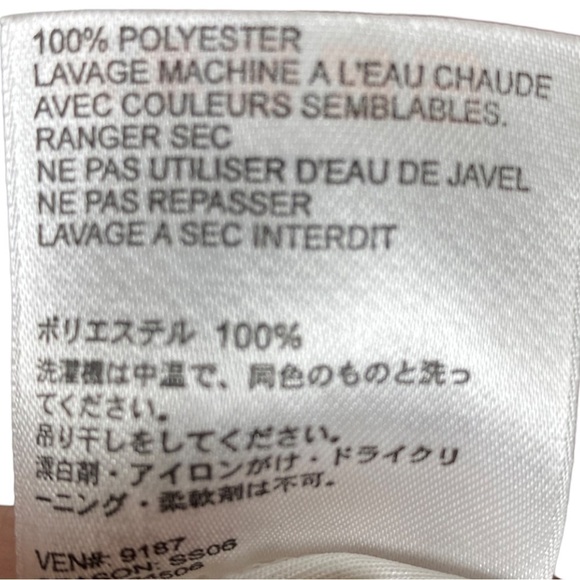 100% POLYESTER
LAVAGE MACHINE A L'EAU CHAUDE
AVEC COULEURS SEMBLABLES.
RANGER SEC
NE PAS UTILISER D'EAU DE JAVEL
NE PAS REPASSER
LAVAGE A SEC INTERDIT
ポリエステル 100%
洗濯機は中温で、同色のものと洗っ
てください。
吊り干しをしてください。
漂白剤・アイロンがけ・ドライクリ
ーニング・柔軟剤は不可.
VEN#: 9187
SS06